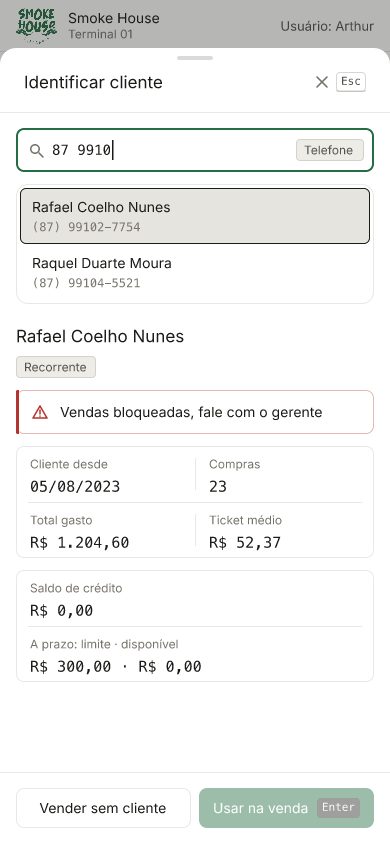 SMOKE
HOUSE
Smoke House
Terminal 01
Usuário: Arthur
Identificar cliente
Esc
87 9910
Telefone
Rafael Coelho Nunes
(87) 99102-7754
Raquel Duarte Moura
(87) 99104-5521
Rafael Coelho Nunes
Recorrente
Vendas bloqueadas, fale com o gerente
Cliente desde
Compras
05/08/2023
23
Total gasto
Ticket médio
R$ 1.204,60
R$ 52,37
Saldo de crédito
R$ 0,00
A prazo: limite · disponível
R$ 300,00 · R$ 0,00
Vender sem cliente
Usar na venda
Enter